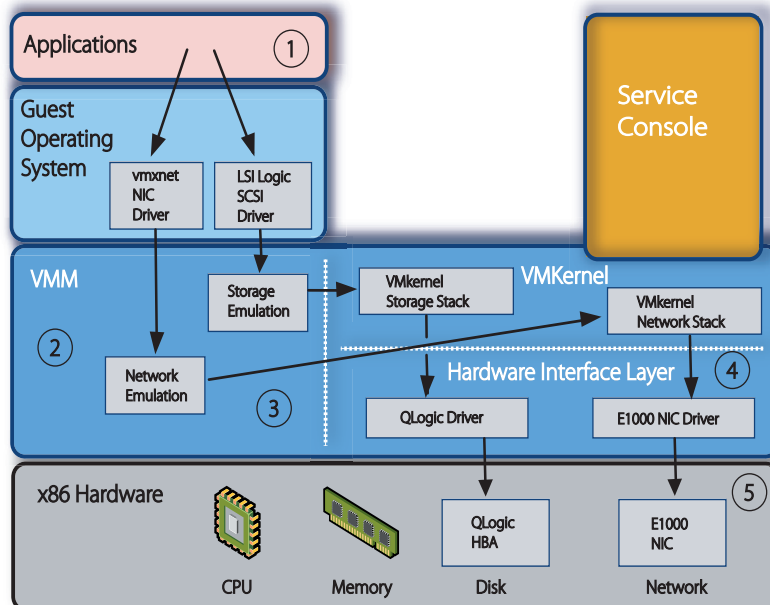 Applications
1
Guest
Operating
System
vmxnet
NIC
Driver
LSI Logic
SCSI
Driver
Service
Console
VMM
Storage
Emulation
VMkernel
Storage Stack
VMKernel
VMkernel
Network Stack
2
Network
Emulation
3
Hardware Interface Layer
4
QLogic Driver
E1000 NIC Driver
x86 Hardware
5
QLogic
HBA
E1000
NIC
CPU
Memory
Disk
Network